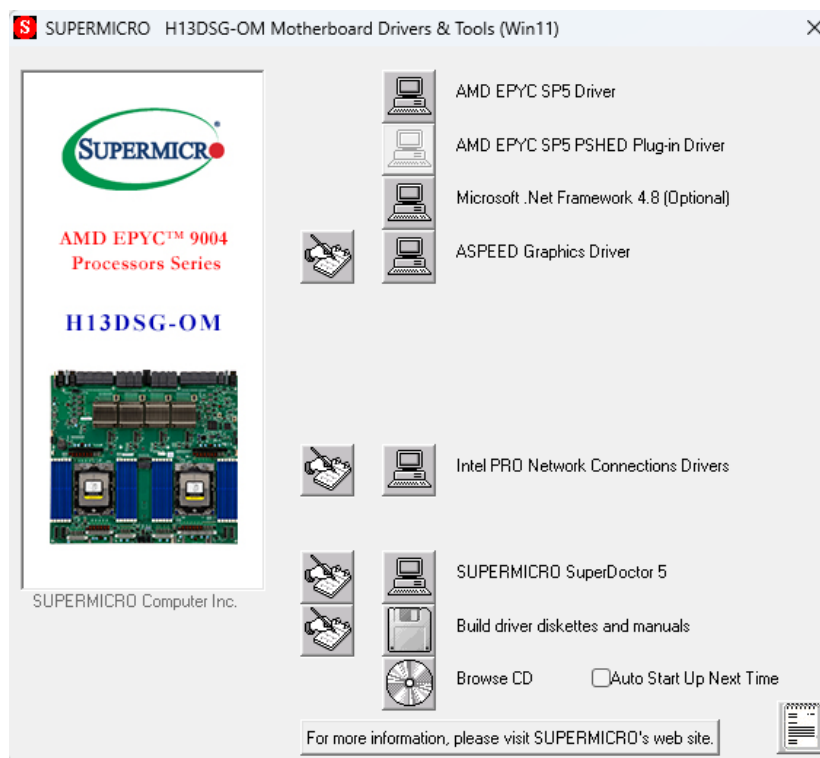 S SUPERMICRO H13DSG-OM Motherboard Drivers & Tools (Win11)
SUPERMICR
AMD EPYC™ 9004
Processors Series
H13DSG-OM
SUPERMICRO Computer Inc.
AMD EPYC SP5 Driver
AMD EPYC SP5 PSHED Plug-in Driver
Microsoft .Net Framework 4.8 (Optional)
ASPEED Graphics Driver
Intel PRO Network Connections Drivers
SUPERMICRO SuperDoctor 5
Build driver diskettes and manuals
Browse CD Auto Start Up Next Time
For more information, please visit SUPERMICRO's web site.